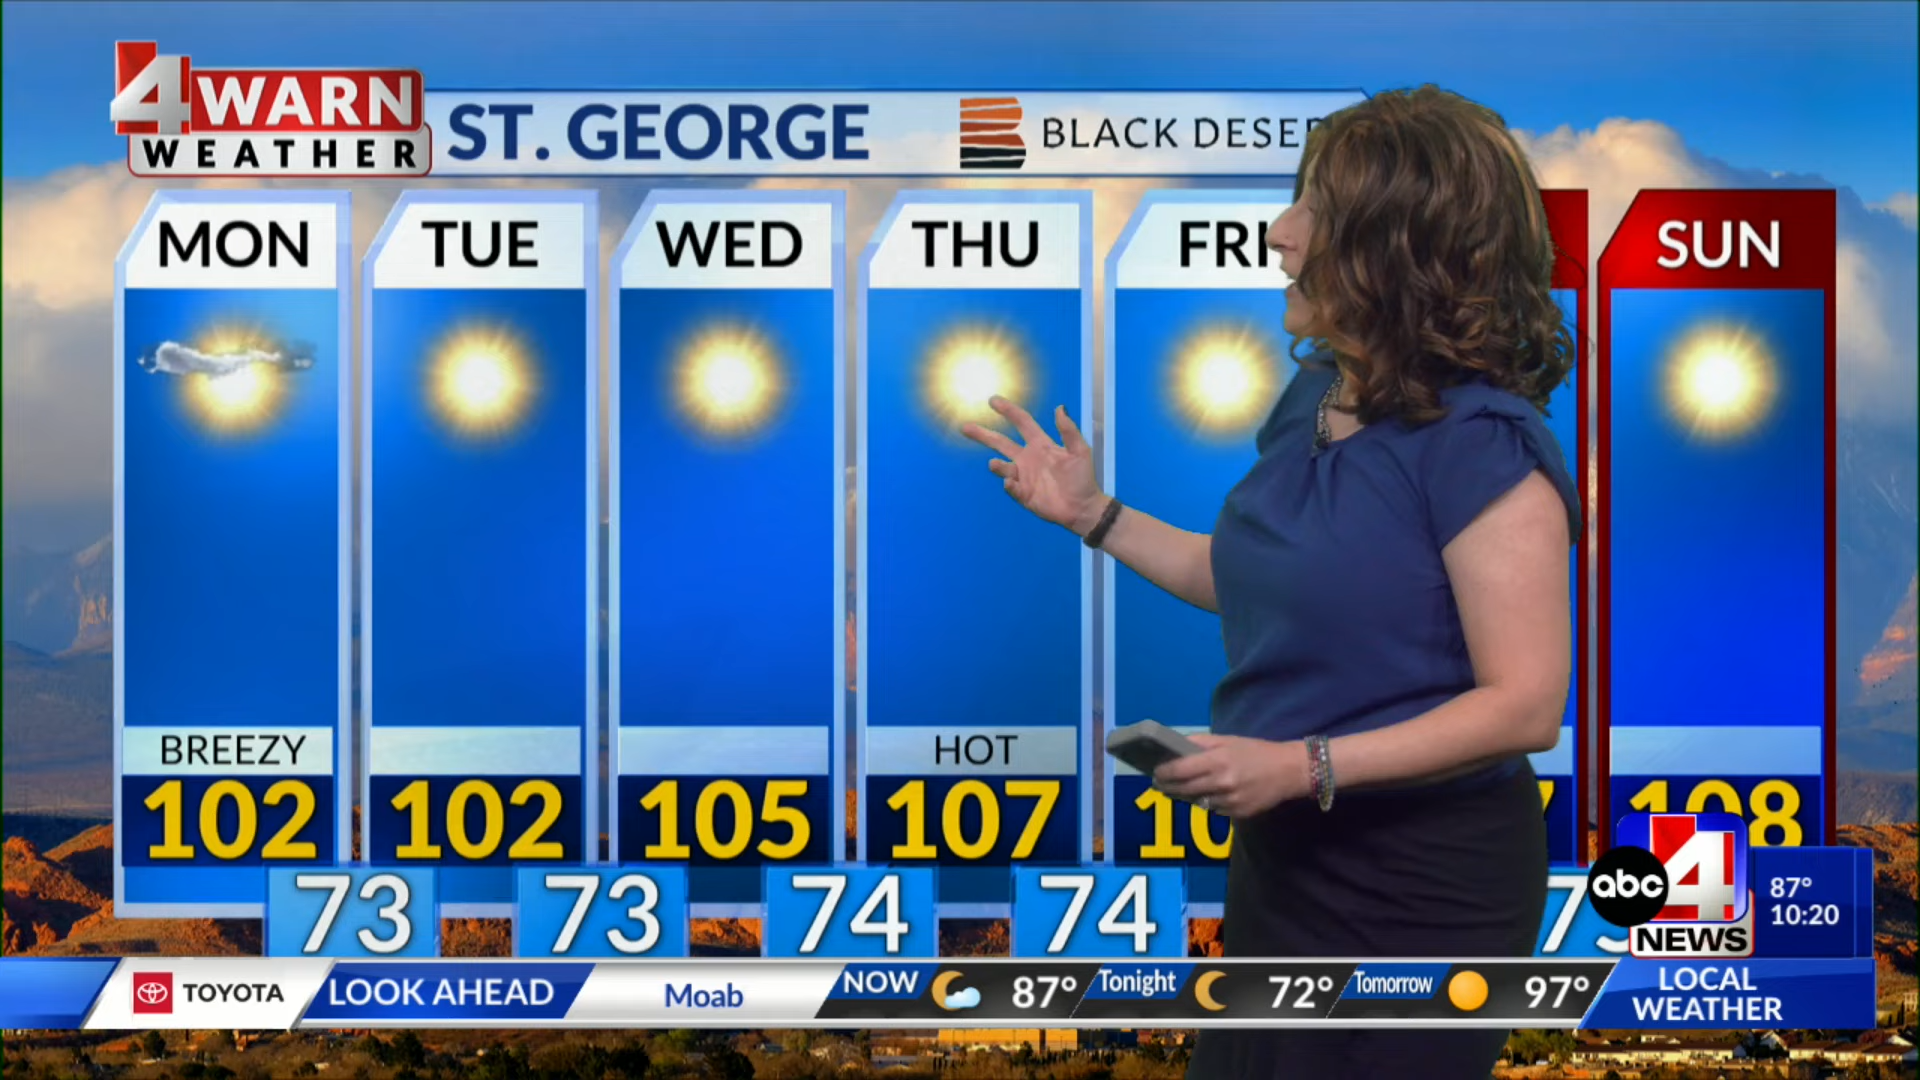 4WARN
WEATHER
ST. GEORGE
BLACK
MON
TUE
WED
THU
FRI
SUN
BREEZY
HOT
102
102
105
107
108
73
73
74
74
abc
4
NEWS
87°
10:20
TOYOTA
LOOK AHEAD
Moab
NOW
87°
Tonight
72°
Tomorrow
97°
LOCAL
WEATHER